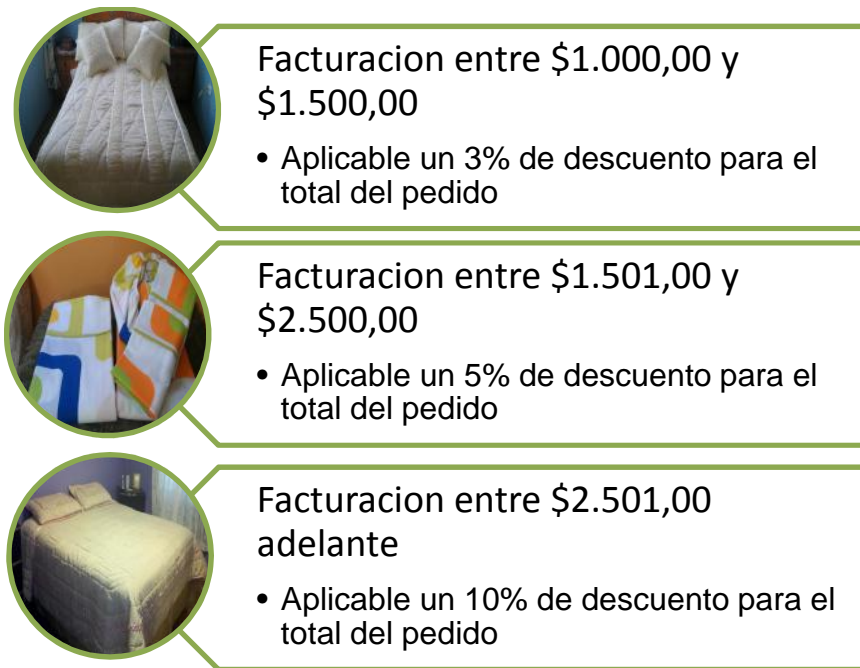 Facturacion entre $1.000,00 y
$1.500,00
• Aplicable un 3% de descuento para el
total del pedido
Facturacion entre $1.501,00 y
$2.500,00
• Aplicable un 5% de descuento para el
total del pedido
Facturacion entre $2.501,00
adelante
• Aplicable un 10% de descuento para el
total del pedido